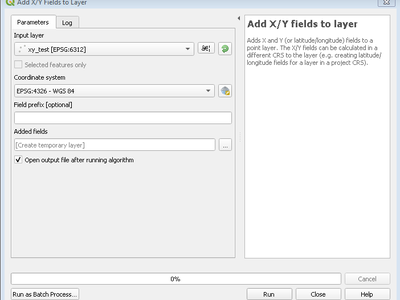 Add X/Y Fields to Layer
Parameters
Log
Input layer
xy_test [EPSG:6312]
Selected features only
Coordinate system
EPSG:4326 - WGS 84
Field prefix [optional]
Added fields
[Create temporary layer]
...
Open output file after running algorithm
Add X/Y fields to layer
Adds X and Y (or latitude/longitude) fields to a
point layer. The X/Y fields can be calculated in a
different CRS to the layer (e.g. creating latitude/
longitude fields for a layer in a project CRS).
0%
Cancel
Run as Batch Process...
Run
Close
Help